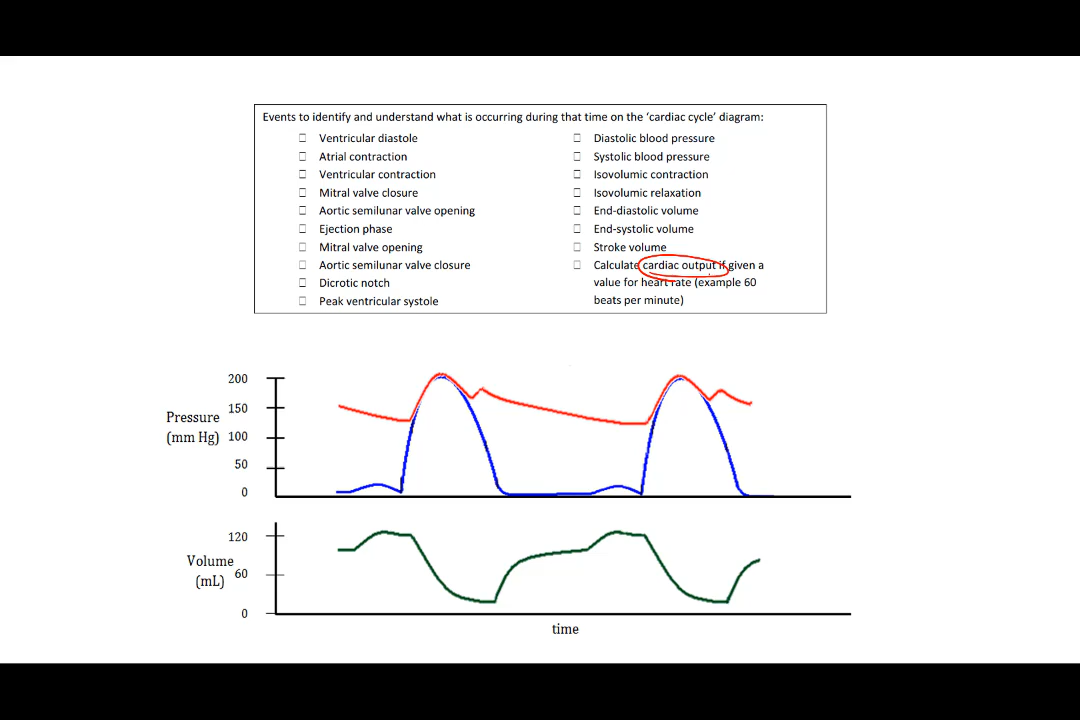 Events to identify and understand what is occurring during that time on the ‘cardiac cycle’ diagram:
☐ Ventricular diastole
☐ Atrial contraction
☐ Ventricular contraction
☐ Mitral valve closure
☐ Aortic semilunar valve opening
☐ Ejection phase
☐ Mitral valve opening
☐ Aortic semilunar valve closure
☐ Dicrotic notch
☐ Peak ventricular systole
☐ Diastolic blood pressure
☐ Systolic blood pressure
☐ Isovolumic contraction
☐ Isovolumic relaxation
☐ End-diastolic volume
☐ End-systolic volume
☐ Stroke volume
☐ Calculate cardiac output if given a
value for heart rate (example 60
beats per minute)
Pressure
(mm Hg)
200
150
100
50
0
Volume
(mL)
120
60
0
time